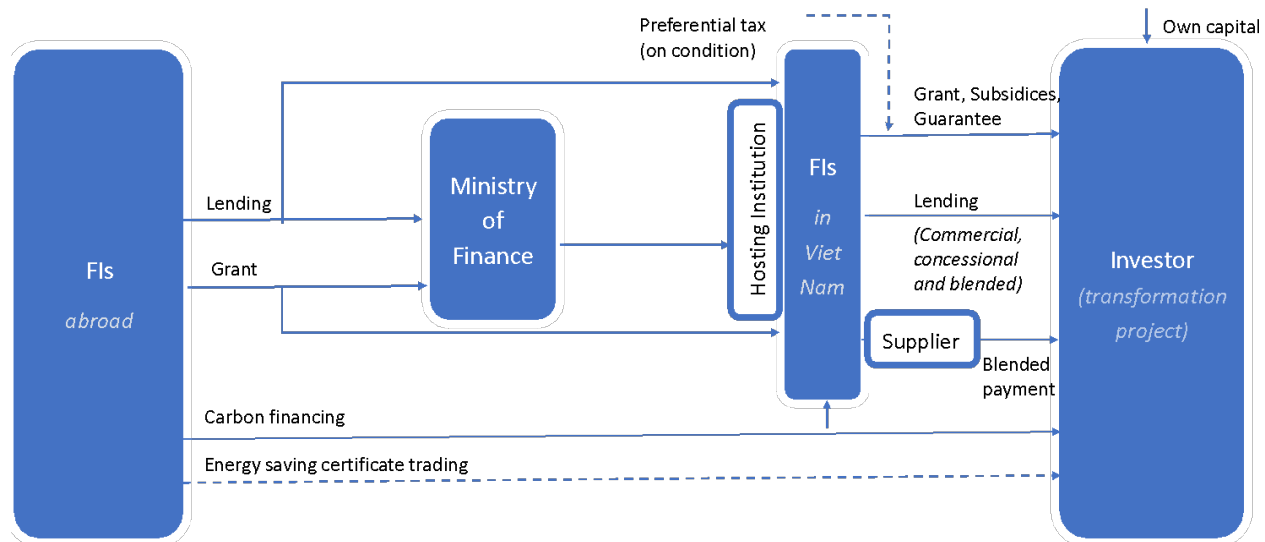 Preferential tax
(on condition)
Own capital
Grant, Subsidices,
Guarantee
Hosting Institution
FIs
in
Viet
Nam
Ministry
of
Finance
Lending
Lending
(Commercial,
concessional
and blended)
Grant
FIs
abroad
Investor
(transformation
project)
Supplier
Blended
payment
Carbon financing
Energy saving certificate trading